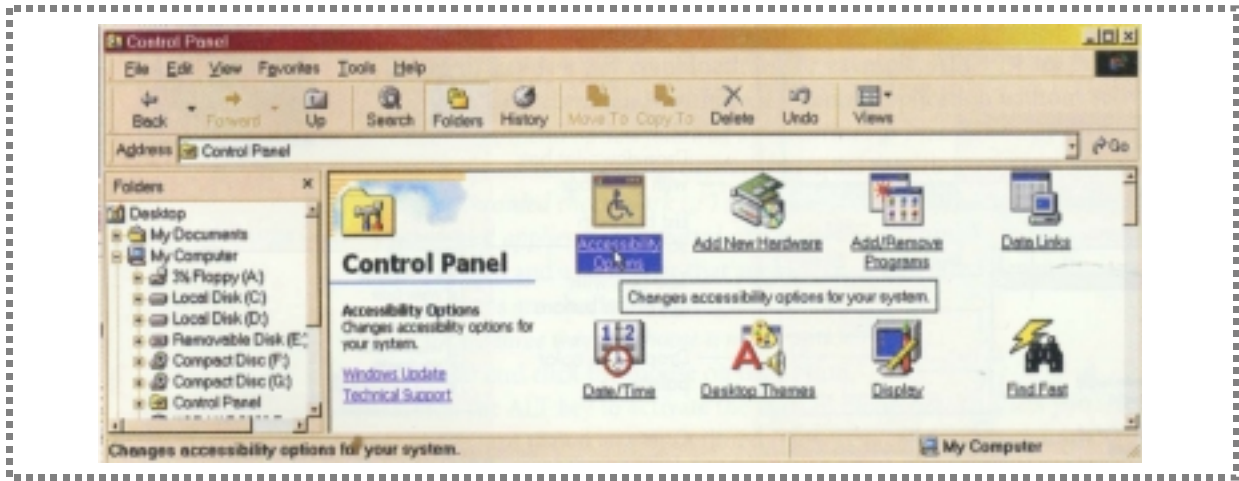 Control Panel
File Edit View Favorites Tools Help
Back Forward Up Search Folders History Move To Copy To Delete Undo Views
Address Control Panel Go
Folders
Desktop
My Documents
My Computer
3½ Floppy (A:)
Local Disk (C:)
Local Disk (D:)
Removable Disk (E:
Compact Disc (F:)
Compact Disc (G:)
Control Panel
Control Panel
Accessibility Options
Changes accessibility options for
your system.
Windows Update
Technical Support
Accessibility
Options
Add New Hardware
Add/Remove
Programs
Data Links
Changes accessibility options for your system.
Date/Time
Desktop Themes
Display
Find Fast
Changes accessibility options for your system.
My Computer